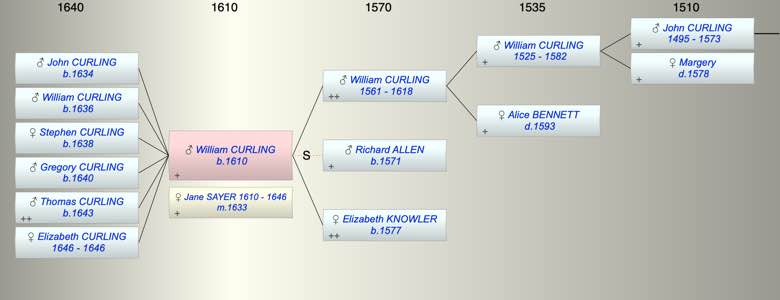 1640
1610
1570
1535
1510
♂ John CURLING
b.1634
♂ William CURLING
b.1636
♀ Stephen CURLING
b.1638
♂ Gregory CURLING
b.1640
♂ Thomas CURLING
b.1643
++
♀ Elizabeth CURLING
1646 - 1646
♂ William CURLING
b.1610
+
♀ Jane SAYER 1610 - 1646
m.1633
+
S
♂ William CURLING
1561 - 1618
++
♂ Richard ALLEN
b.1571
+
♀ Elizabeth KNOWLER
b.1577
++
♂ William CURLING
1525 - 1582
+
♀ Alice BENNETT
d.1593
+
♂ John CURLING
1495 - 1573
+
♀ Margery
d.1578
+